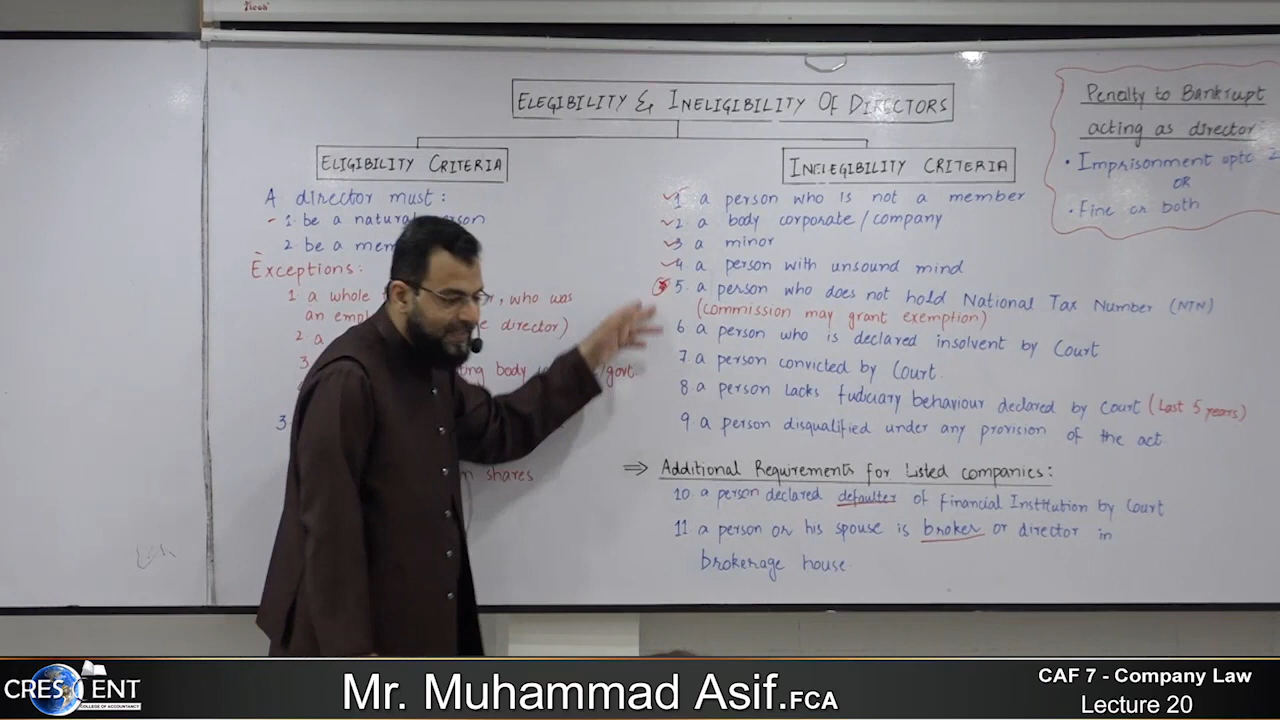 ELEGIBILITY & INELIGIBILITY OF DIRECTORS
ELIGIBILITY CRITERIA
A director must:
1. be a natural person
2. be a
Exceptions:
1. a whole , who was
an director)
2. a
3.
body govt.
3
shares
INELEGIBILITY CRITERIA
1. a person who is not a member
2. a body corporate/company
3 a minor
4 a person with unsound mind
5. a person who does not hold National Tax Number (NTN)
(commission may grant exemption)
6 a person who is declared insolvent by Court
7. a person convicted by Court.
8 a person Lacks fuduciary behaviour declared by court (Last 5 years)
9 a person disqualified under any provision of the act.
⇒ Additional Requirements for Listed companies:
10. a person declared defaulter of Financial Institution by Court
11 a person or his spouse is broker or director in
brokerage house.
Penalty to Bankrupt
acting as director
• Imprisonment upto 2
OR
• Fine or both
CRESCENT
COLLEGE OF ACCOUNTANCY
Mr. Muhammad Asif.FCA
CAF 7 - Company Law
Lecture 20